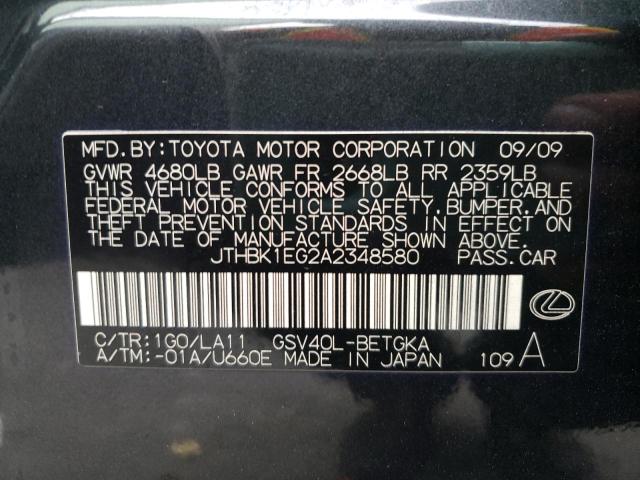 MFD. BY: TOYOTA MOTOR CORPORATION 09/09
GVWR 4680LB GAWR FR 2668LB RR 2359LB
THIS VEHICLE CONFORMS TO ALL APPLICABLE
FEDERAL MOTOR VEHICLE SAFETY, BUMPER, AND
THEFT PREVENTION STANDARDS IN EFFECT ON
THE DATE OF MANUFACTURE SHOWN ABOVE.
JTHBK1EG2A2348580 PASS. CAR
C/TR: 1G0/LA11 GSV40L-BETGKA
A/TM: -01A/U660E MADE IN JAPAN 109 A